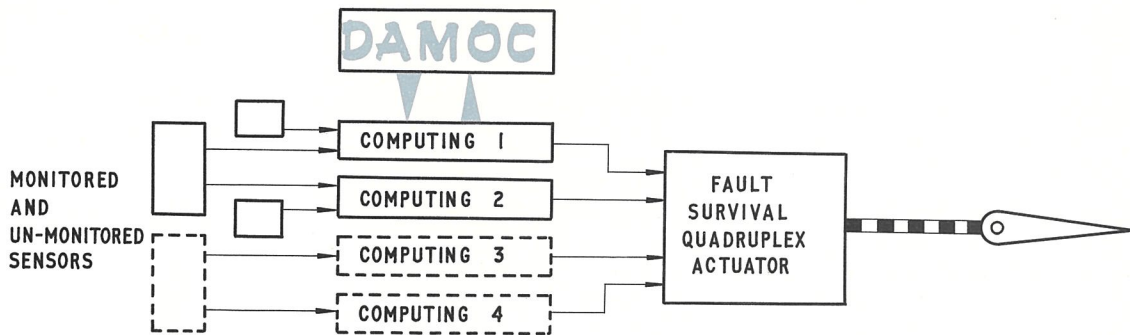 DAMOC
COMPUTING 1
COMPUTING 2
COMPUTING 3
COMPUTING 4
MONITORED
AND
UN-MONITORED
SENSORS
FAULT
SURVIVAL
QUADRUPLEX
ACTUATOR